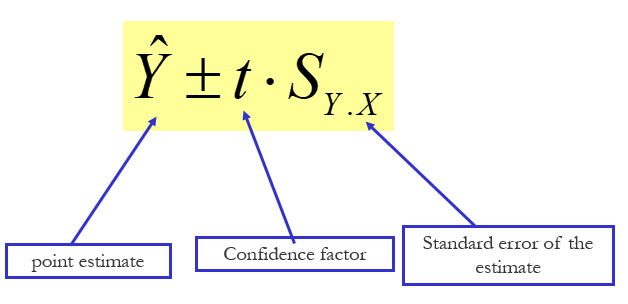 Ŷ ± t · S_{Y.X}
point estimate
Confidence factor
Standard error of the
estimate